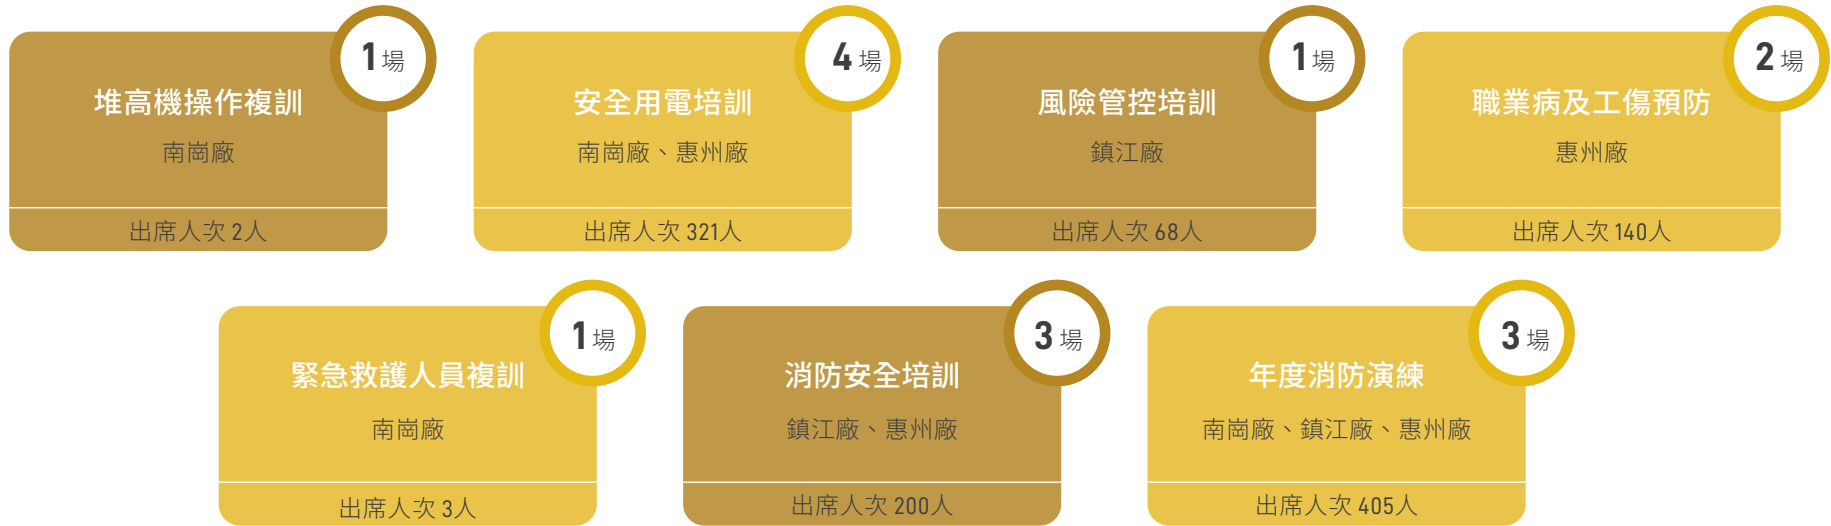 1 場
堆高機操作複訓
南崗廠
出席人次 2人
4 場
安全用電培訓
南崗廠、惠州廠
出席人次 321人
1 場
風險管控培訓
鎮江廠
出席人次 68人
2 場
職業病及工傷預防
惠州廠
出席人次 140人
1 場
緊急救護人員複訓
南崗廠
出席人次 3人
3 場
消防安全培訓
鎮江廠、惠州廠
出席人次 200人
3 場
年度消防演練
南崗廠、鎮江廠、惠州廠
出席人次 405人